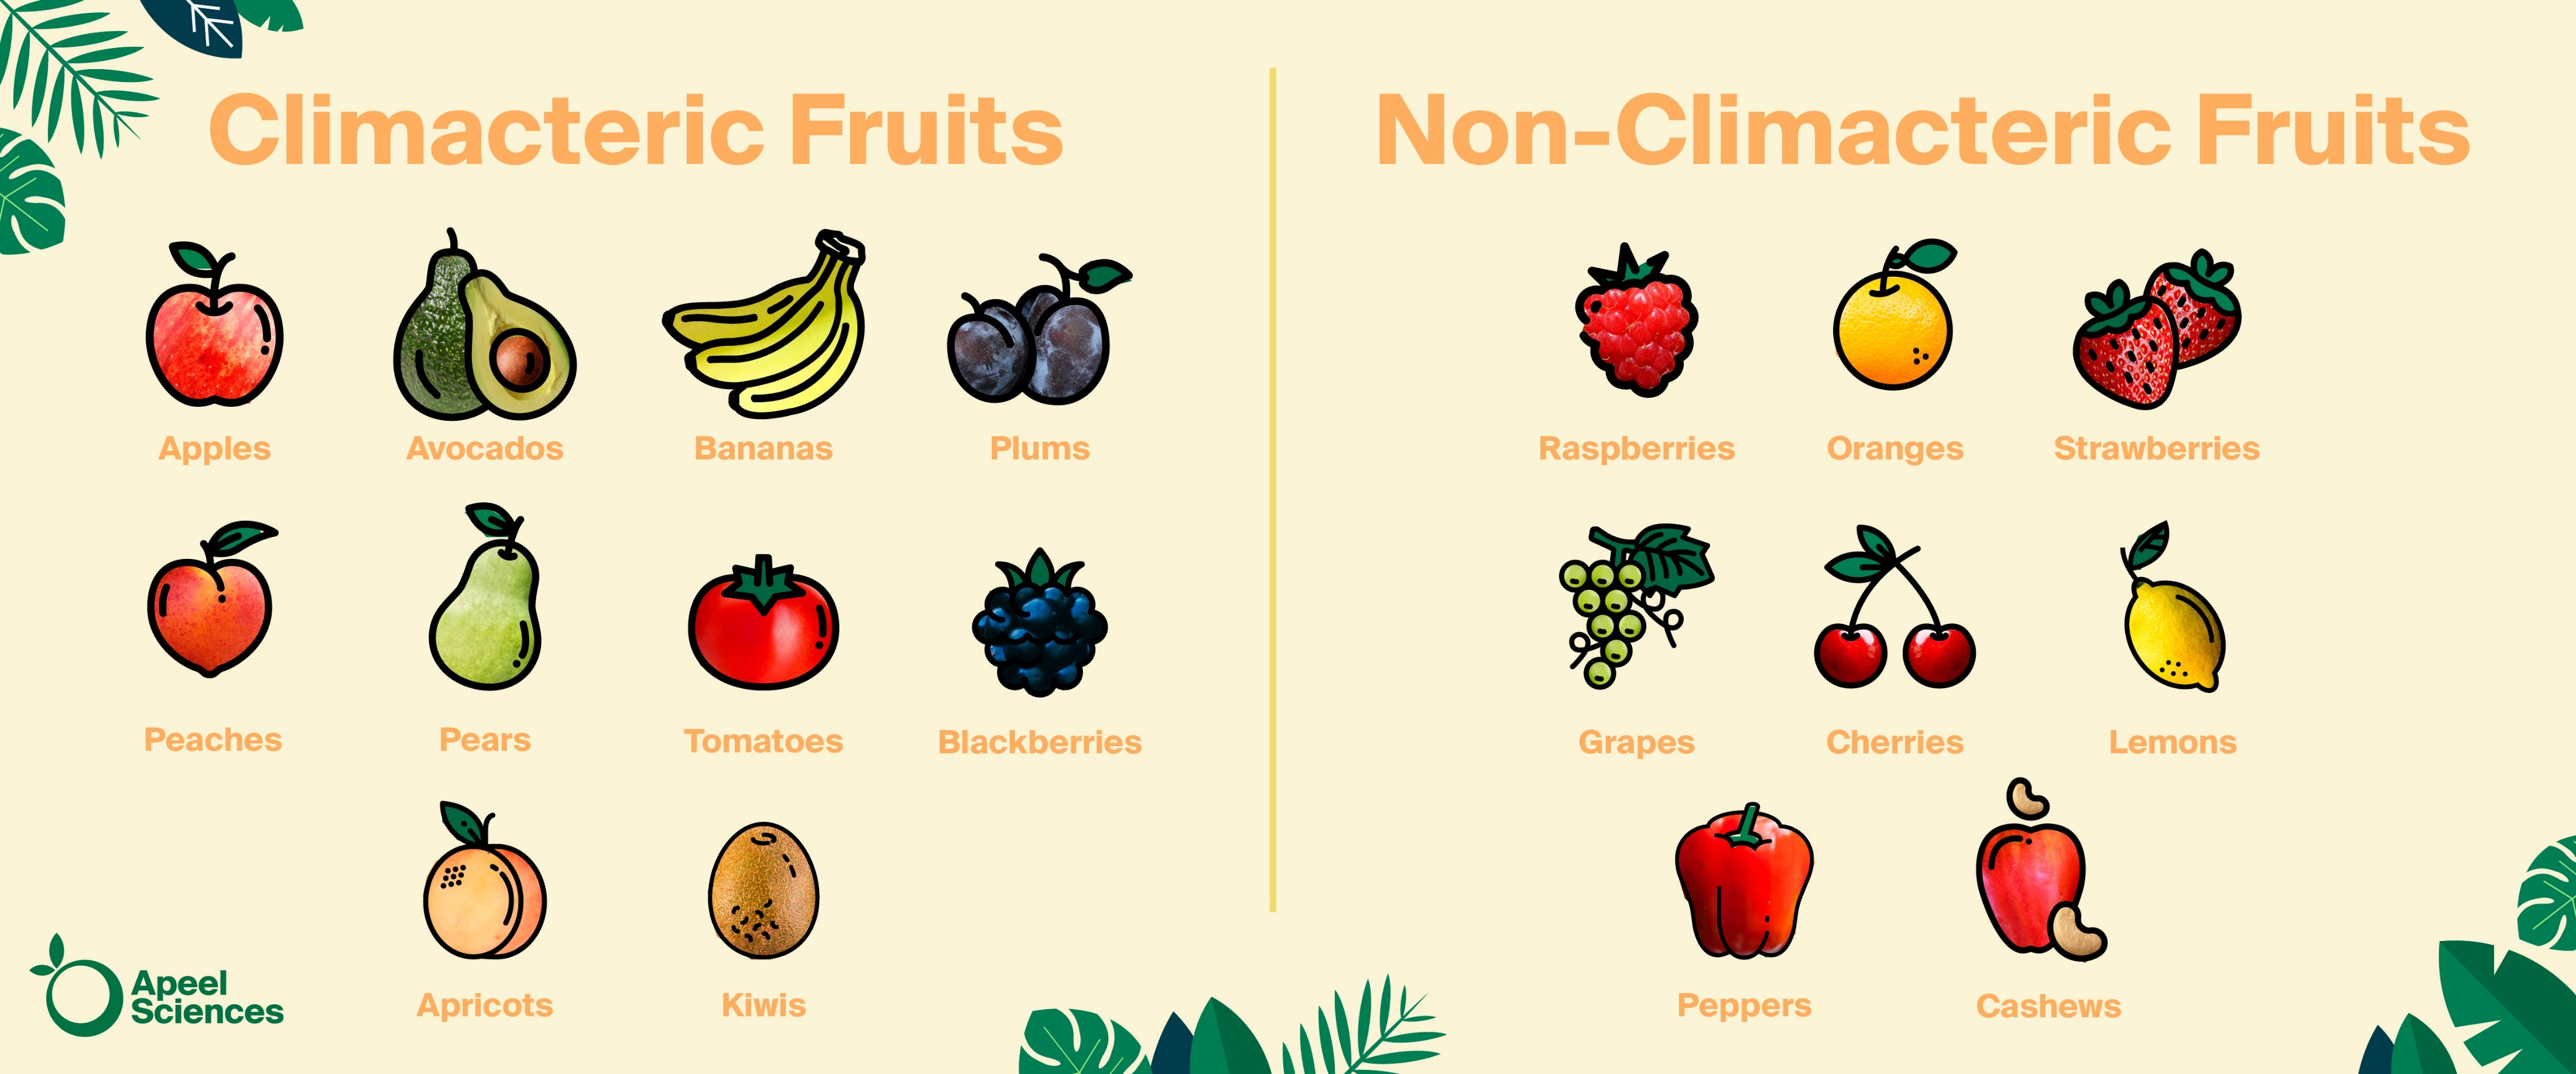 Climacteric Fruits
Non-Climacteric Fruits
Apples
Avocados
Bananas
Plums
Raspberries
Oranges
Strawberries
Peaches
Pears
Tomatoes
Blackberries
Grapes
Cherries
Lemons
Apricots
Kiwis
Peppers
Cashews
Apeel
Sciences